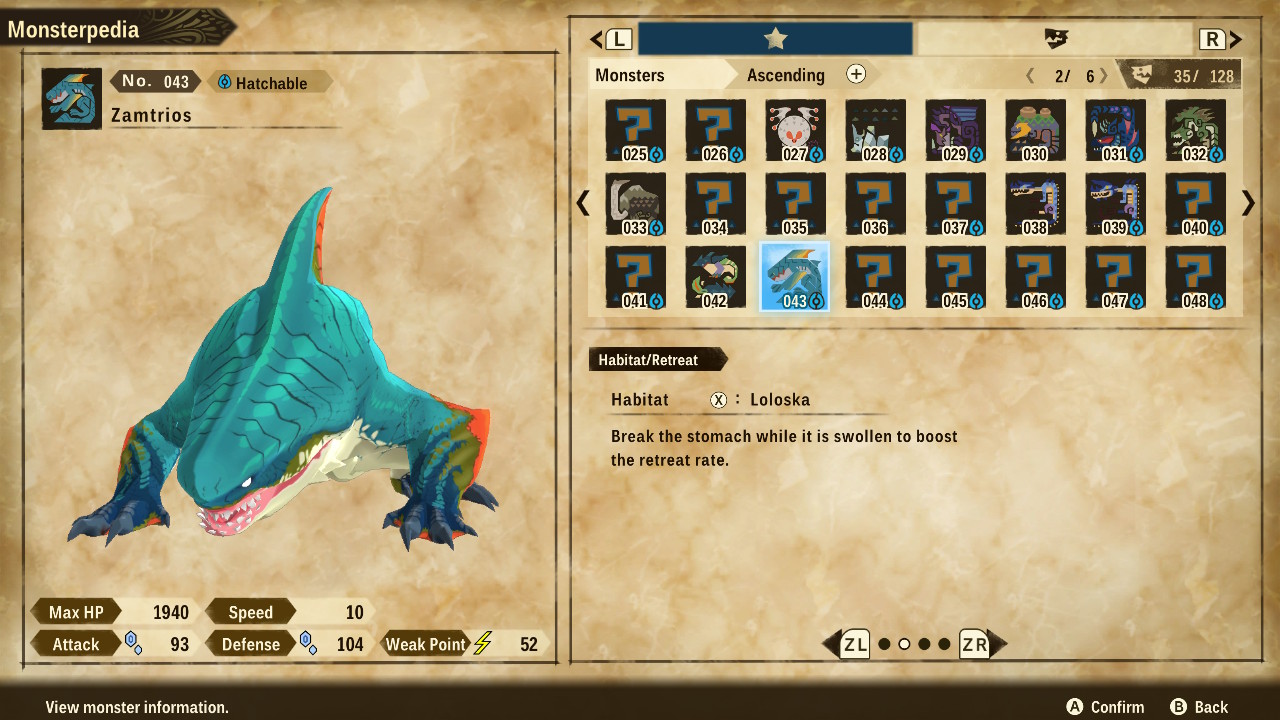 Monsterpedia
No. 043 Hatchable
Zamtrios
Max HP 1940 Speed 10
Attack 93 Defense 104 Weak Point 52
L R
Monsters Ascending 2/ 6 35/ 128
? 025 ? 026 027 028 029 030 031 032
033 ? 034 ? 035 ? 036 ? 037 038 039 ? 040
? 041 042 043 ? 044 ? 045 ? 046 ? 047 ? 048
Habitat/Retreat
Habitat X : Loloska
Break the stomach while it is swollen to boost
the retreat rate.
ZL ZR
View monster information.
A Confirm B Back